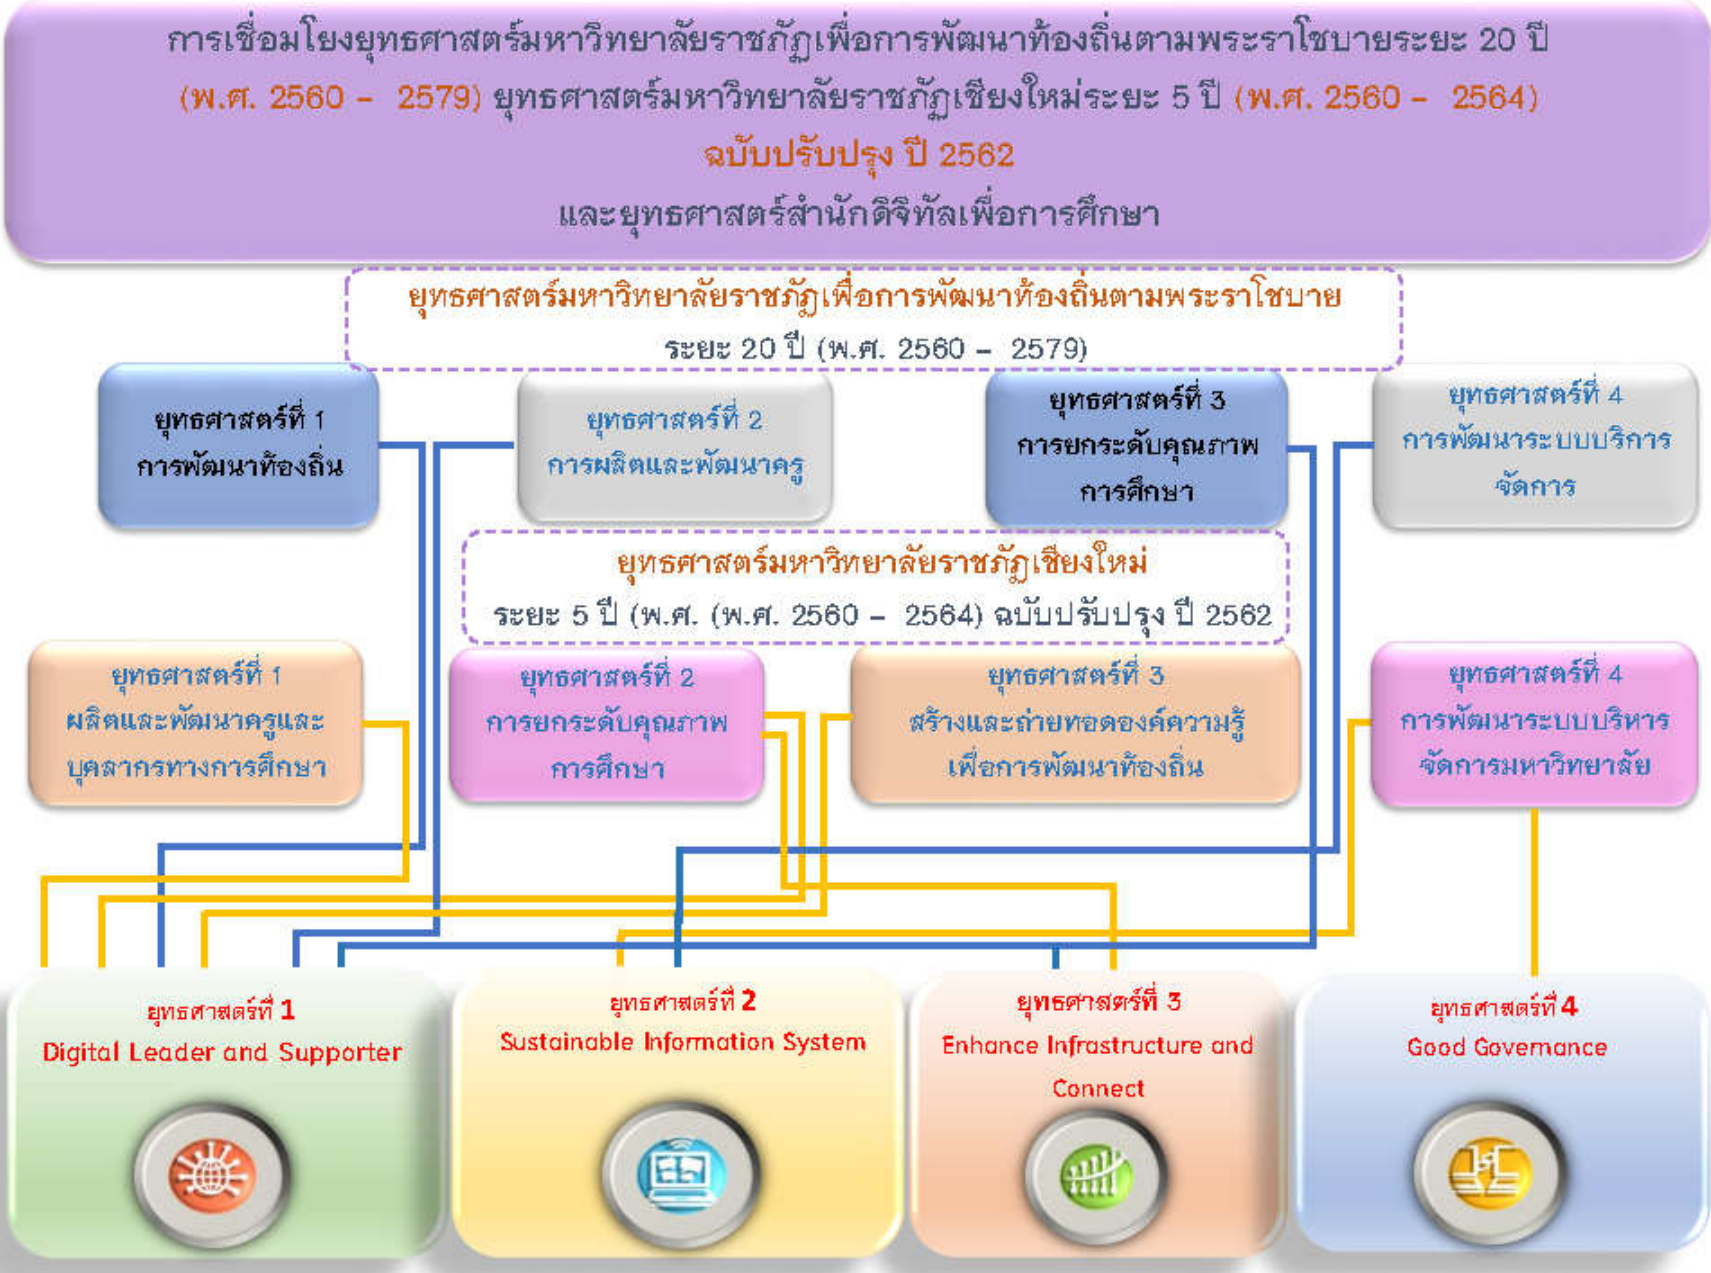 การเชื่อมโยงยุทธศาสตร์มหาวิทยาลัยราชภัฏเพื่อการพัฒนาท้องถิ่นตามพระราโชบายระยะ 20 ปี
(พ.ศ. 2560 – 2579) ยุทธศาสตร์มหาวิทยาลัยราชภัฏเชียงใหม่ระยะ 5 ปี (พ.ศ. 2560 – 2564)
ฉบับปรับปรุง ปี 2562
และยุทธศาสตร์สำนักดิจิทัลเพื่อการศึกษา
ยุทธศาสตร์มหาวิทยาลัยราชภัฏเพื่อการพัฒนาท้องถิ่นตามพระราโชบาย
ระยะ 20 ปี (พ.ศ. 2560 – 2579)
ยุทธศาสตร์ที่ 1
การพัฒนาท้องถิ่น
ยุทธศาสตร์ที่ 2
การผลิตและพัฒนาครู
ยุทธศาสตร์ที่ 3
การยกระดับคุณภาพ
การศึกษา
ยุทธศาสตร์ที่ 4
การพัฒนาระบบบริการ
จัดการ
ยุทธศาสตร์มหาวิทยาลัยราชภัฏเชียงใหม่
ระยะ 5 ปี (พ.ศ. (พ.ศ. 2560 – 2564) ฉบับปรับปรุง ปี 2562
ยุทธศาสตร์ที่ 1
ผลิตและพัฒนาครูและ
บุคลากรทางการศึกษา
ยุทธศาสตร์ที่ 2
การยกระดับคุณภาพ
การศึกษา
ยุทธศาสตร์ที่ 3
สร้างและถ่ายทอดองค์ความรู้
เพื่อการพัฒนาท้องถิ่น
ยุทธศาสตร์ที่ 4
การพัฒนาระบบบริหาร
จัดการมหาวิทยาลัย
ยุทธศาสตร์ที่ 1
Digital Leader and Supporter
ยุทธศาสตร์ที่ 2
Sustainable Information System
ยุทธศาสตร์ที่ 3
Enhance Infrastructure and
Connect
ยุทธศาสตร์ที่ 4
Good Governance